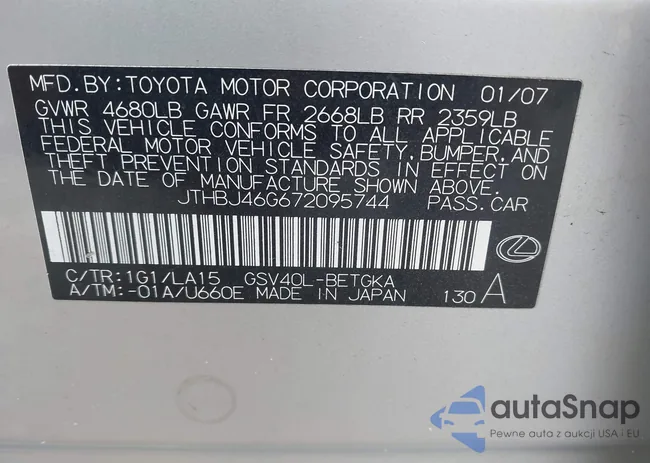 MFD.BY:TOYOTA MOTOR CORPORATION 01/07
GVWR 4680LB GAWR FR 2668LB RR 2359LB
THIS VEHICLE CONFORMS TO ALL APPLICABLE
FEDERAL MOTOR VEHICLE SAFETY,BUMPER,AND
THEFT PREVENTION STANDARDS IN EFFECT ON
THE DATE OF MANUFACTURE SHOWN ABOVE.
JTHBJ46G672095744 PASS.CAR
C/TR:1G1/LA15 GSV40L-BETGKA
A/TM:-01A/U660E MADE IN JAPAN 130 A
autaSnap
Pewne auta z aukcji USA i EU